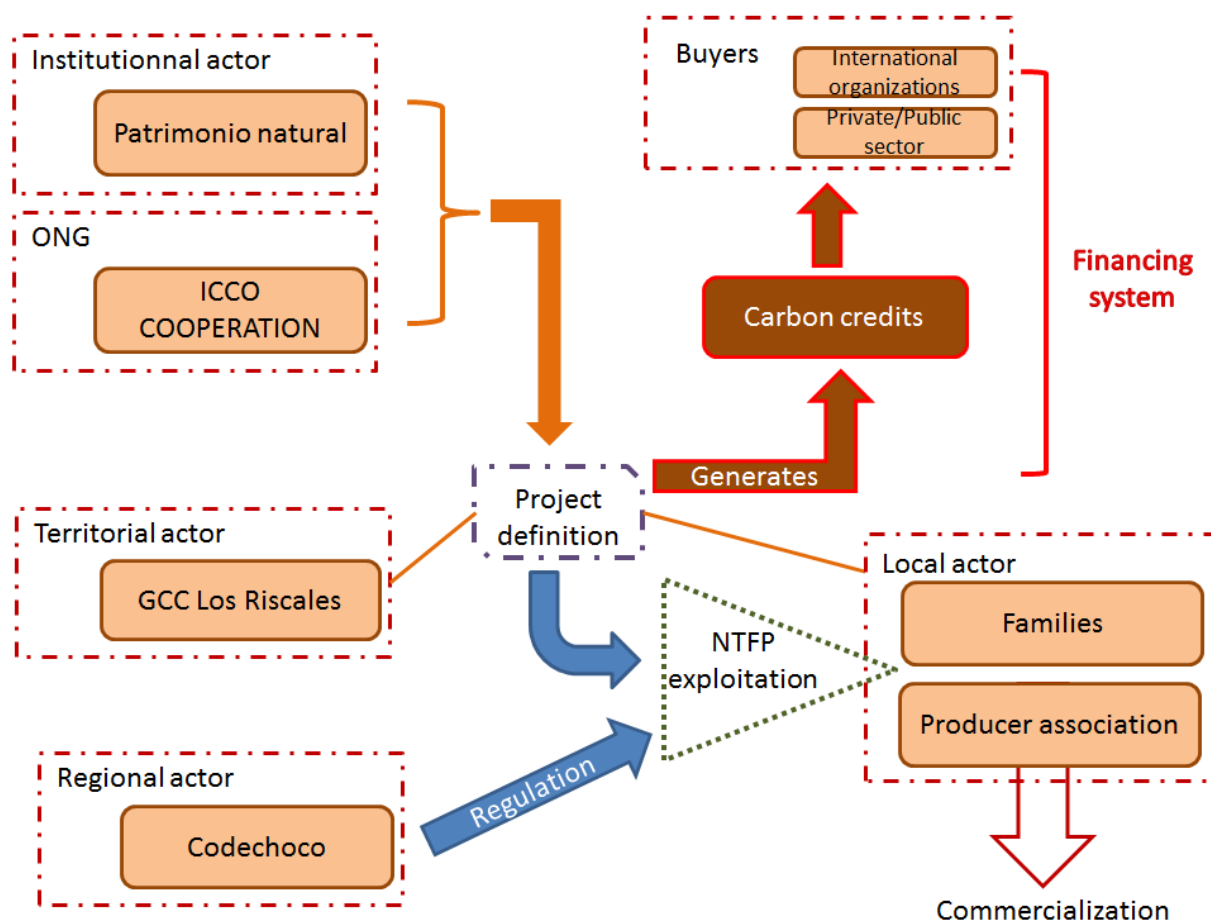 Institutionnal actor
Patrimonio natural
ONG
ICCO
COOPERATION
Buyers
International
organizations
Private/Public
sector
Financing
system
Carbon credits
Generates
Project
definition
Territorial actor
GCC Los Riscales
Local actor
Families
Producer association
NTFP
exploitation
Regional actor
Codechoco
Regulation
Commercialization